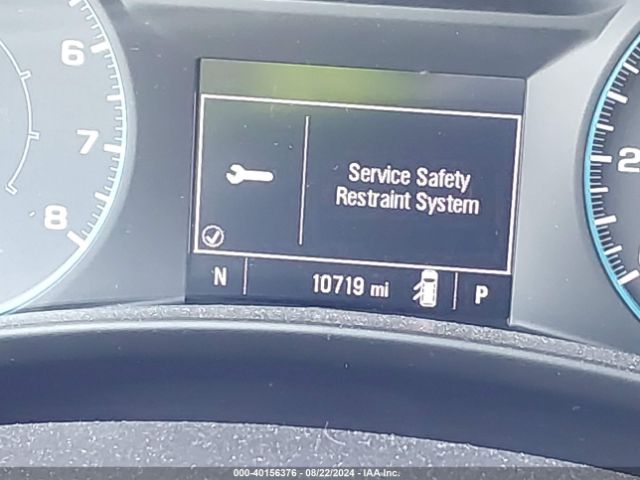 6
7
8
Service Safety
Restraint System
N
10719 mi
P
2
000-40156376 - 08/22/2024 - IAA Inc.